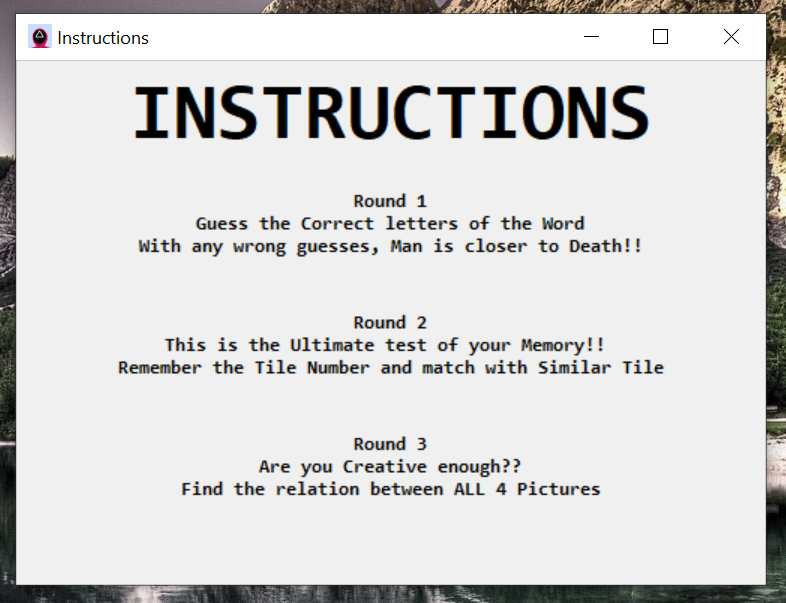 Instructions
INSTRUCTIONS
Round 1
Guess the Correct letters of the Word
With any wrong guesses, Man is closer to Death!!
Round 2
This is the Ultimate test of your Memory!!
Remember the Tile Number and match with Similar Tile
Round 3
Are you Creative enough??
Find the relation between ALL 4 Pictures